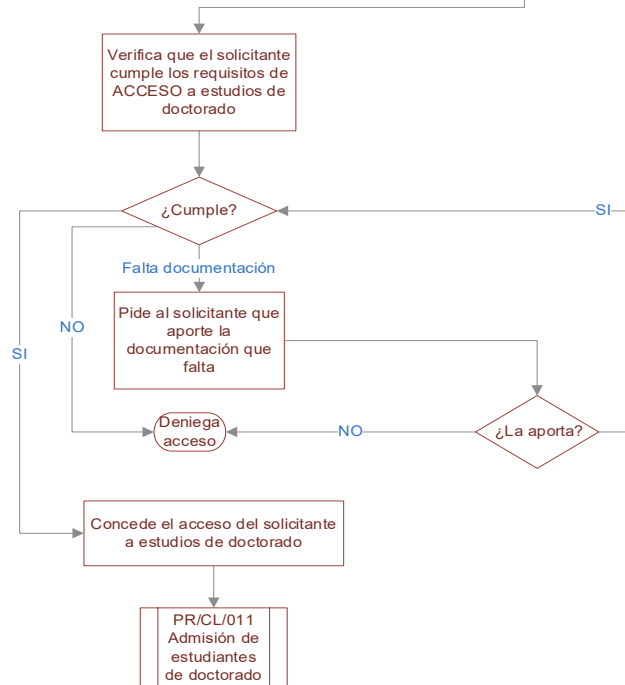 Verifica que el solicitante
cumple los requisitos de
ACCESO a estudios de
doctorado
¿Cumple?
SI
Falta documentación
Pide al solicitante que
aporte la
documentación que
falta
NO
SI
Deniega
acceso
NO
¿La aporta?
Concede el acceso del solicitante
a estudios de doctorado
PR/CL/011
Admisión de
estudiantes
de doctorado